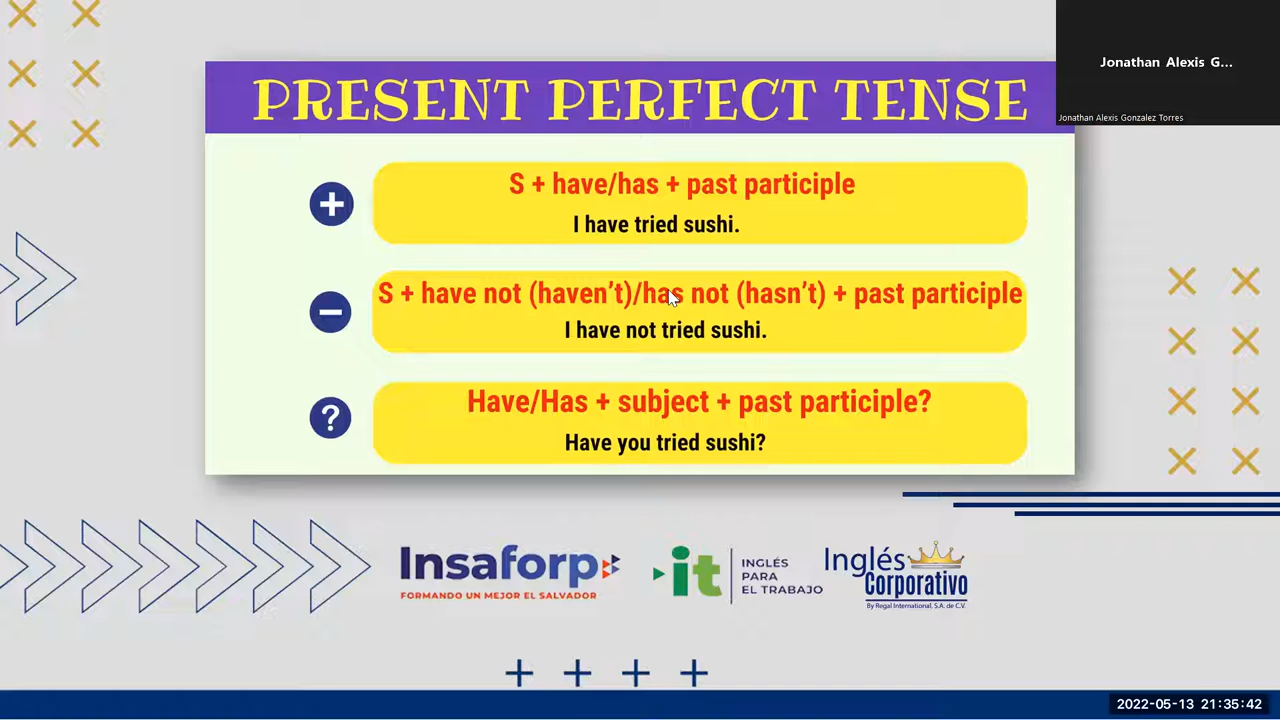 Jonathan Alexis G...
Jonathan Alexis Gonzalez Torres
PRESENT PERFECT TENSE
S + have/has + past participle
I have tried sushi.
S + have not (haven't)/has not (hasn't) + past participle
I have not tried sushi.
?
Have/Has + subject + past participle?
Have you tried sushi?
Insaforp
FORMANDO UN MEJOR EL SALVADOR
it
INGLÉS
PARA
EL TRABAJO
Inglés
Corporativo
By Regal International, S.A. de C.V.
2022-05-13 21:35:42